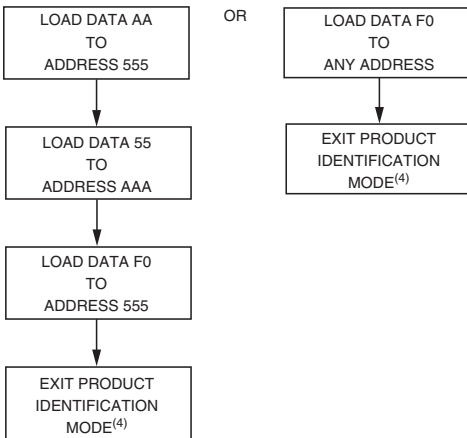 LOAD DATA AA
TO
ADDRESS 555
LOAD DATA 55
TO
ADDRESS AAA
LOAD DATA F0
TO
ADDRESS 555
EXIT PRODUCT
IDENTIFICATION
MODE(4)
OR
LOAD DATA F0
TO
ANY ADDRESS
EXIT PRODUCT
IDENTIFICATION
MODE(4)